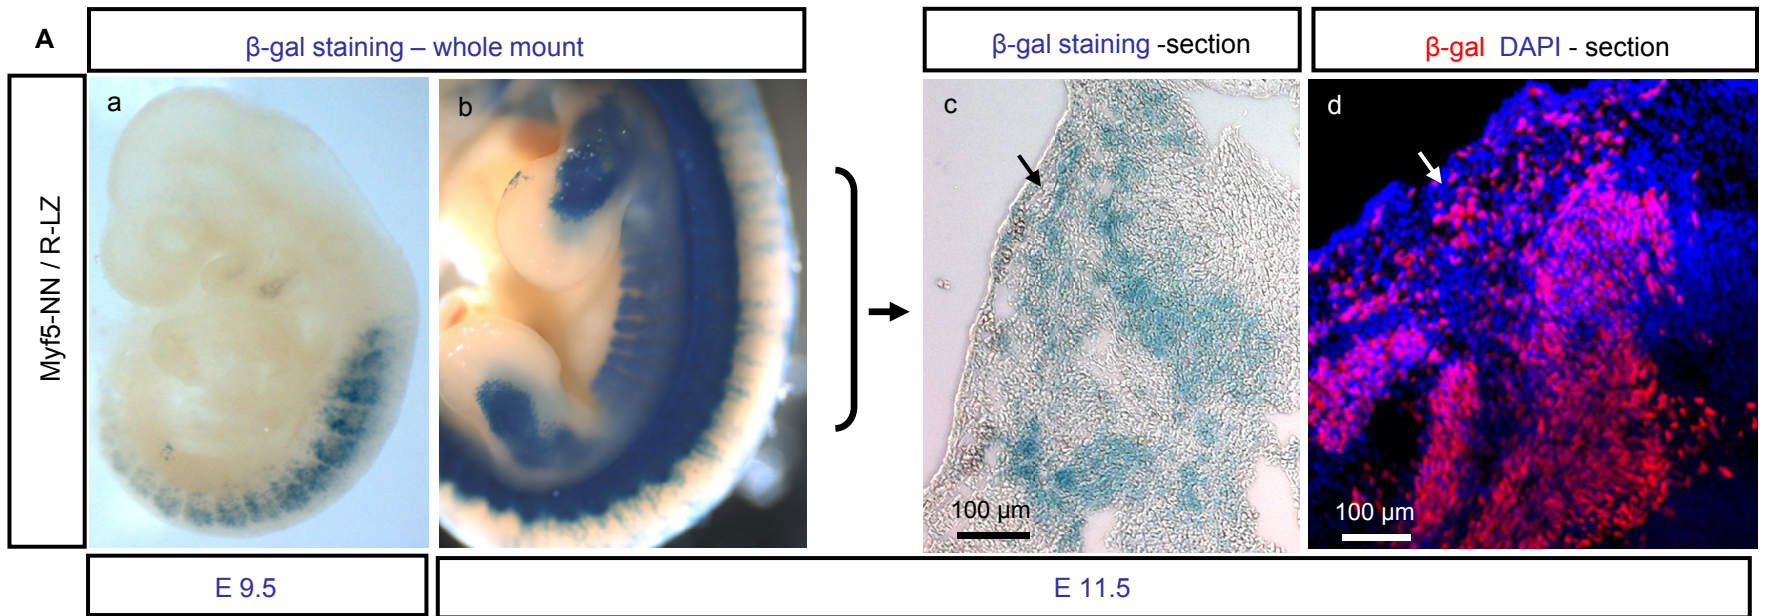 A
β-gal staining – whole mount
β-gal staining -section
β-gal DAPI - section
Myf5-NN / R-LZ
a
b
c
d
100 µm
100 µm
E 9.5
E 11.5